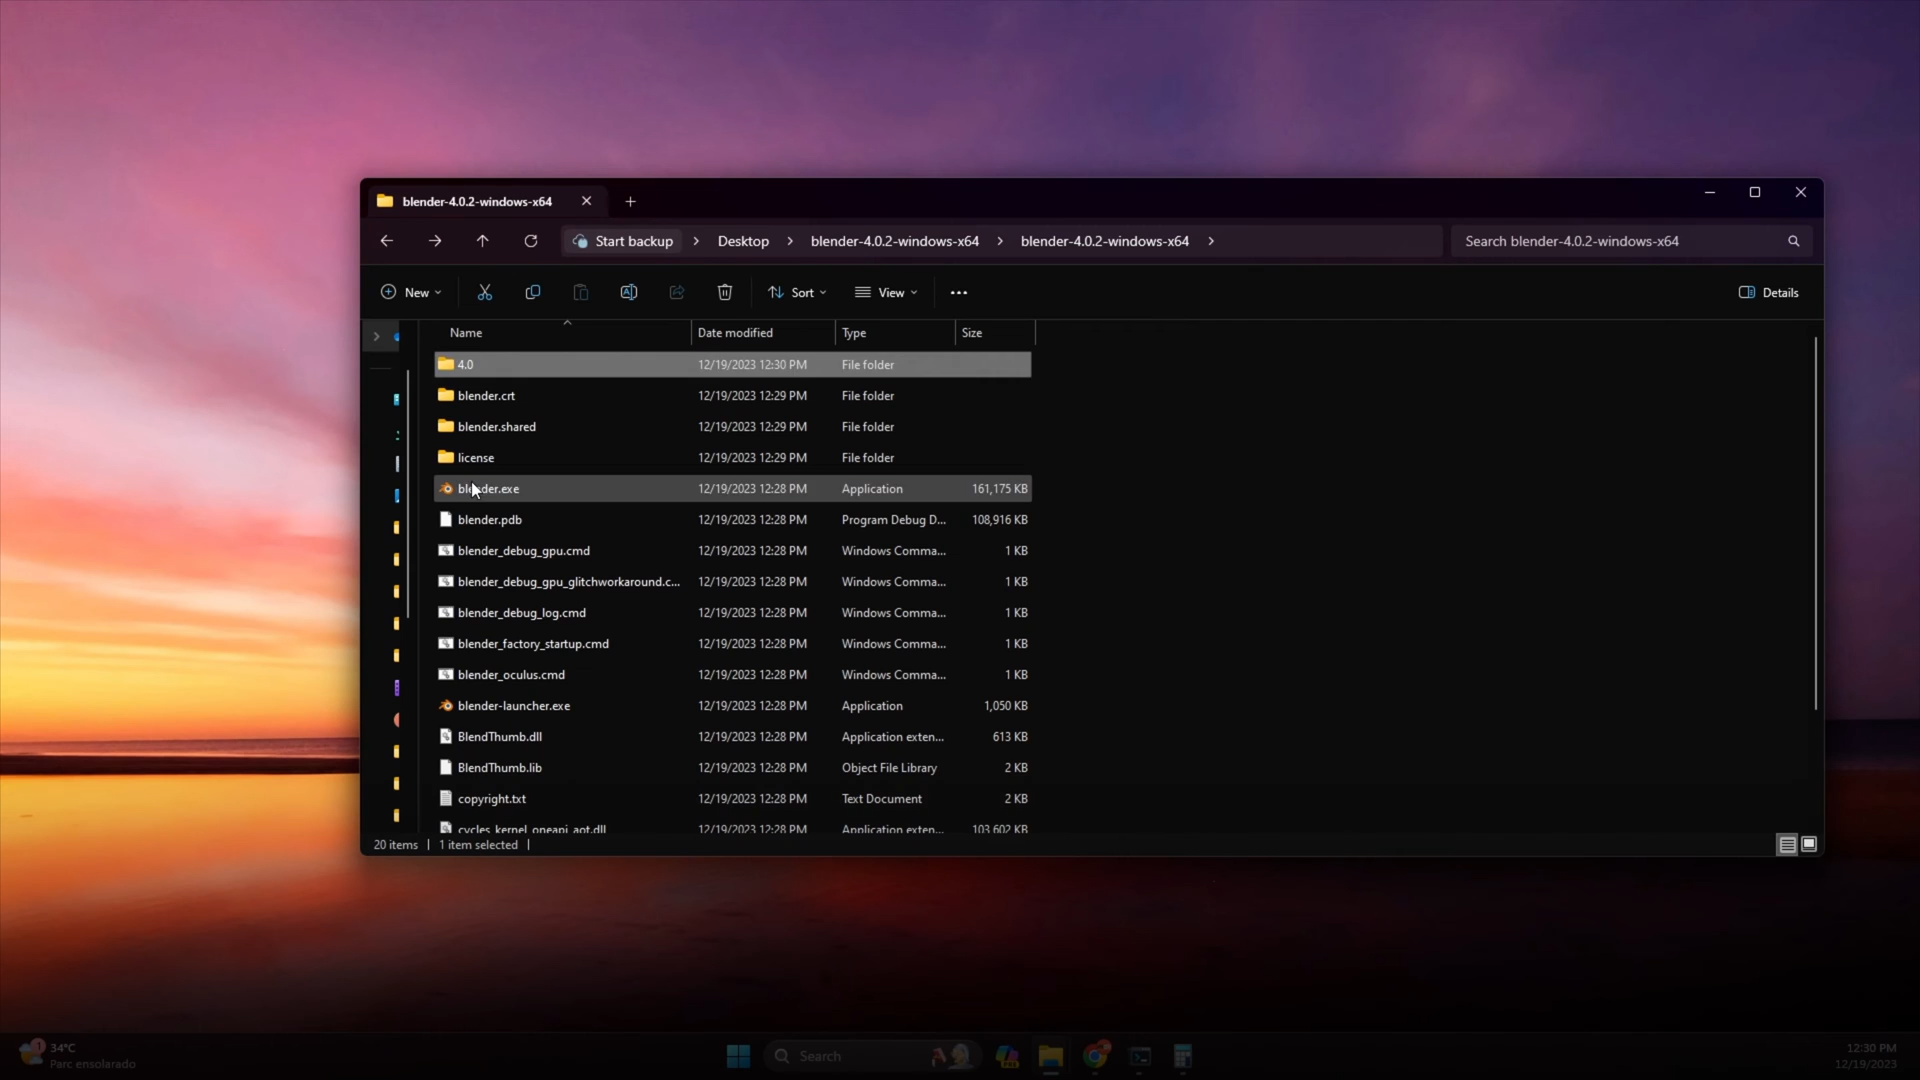 blender-4.0.2-windows-x64
Start backup > Desktop > blender-4.0.2-windows-x64 > blender-4.0.2-windows-x64 >
Search blender-4.0.2-windows-x64
New Sort View ... Details
Name Date modified Type Size
4.0 12/19/2023 12:30 PM File folder
blender.crt 12/19/2023 12:29 PM File folder
blender.shared 12/19/2023 12:29 PM File folder
license 12/19/2023 12:29 PM File folder
blender.exe 12/19/2023 12:28 PM Application 161,175 KB
blender.pdb 12/19/2023 12:28 PM Program Debug D... 108,916 KB
blender_debug_gpu.cmd 12/19/2023 12:28 PM Windows Comma... 1 KB
blender_debug_gpu_glitchworkaround.c... 12/19/2023 12:28 PM Windows Comma... 1 KB
blender_debug_log.cmd 12/19/2023 12:28 PM Windows Comma... 1 KB
blender_factory_startup.cmd 12/19/2023 12:28 PM Windows Comma... 1 KB
blender_oculus.cmd 12/19/2023 12:28 PM Windows Comma... 1 KB
blender-launcher.exe 12/19/2023 12:28 PM Application 1,050 KB
BlendThumb.dll 12/19/2023 12:28 PM Application exten... 613 KB
BlendThumb.lib 12/19/2023 12:28 PM Object File Library 2 KB
copyright.txt 12/19/2023 12:28 PM Text Document 2 KB
cycles_kernel_oneapi_aot.dll 12/19/2023 12:28 PM Application exten... 103,602 KB
20 items | 1 item selected |
1 34°C
Parc ensolarado
Search
12:30 PM
12/19/2023